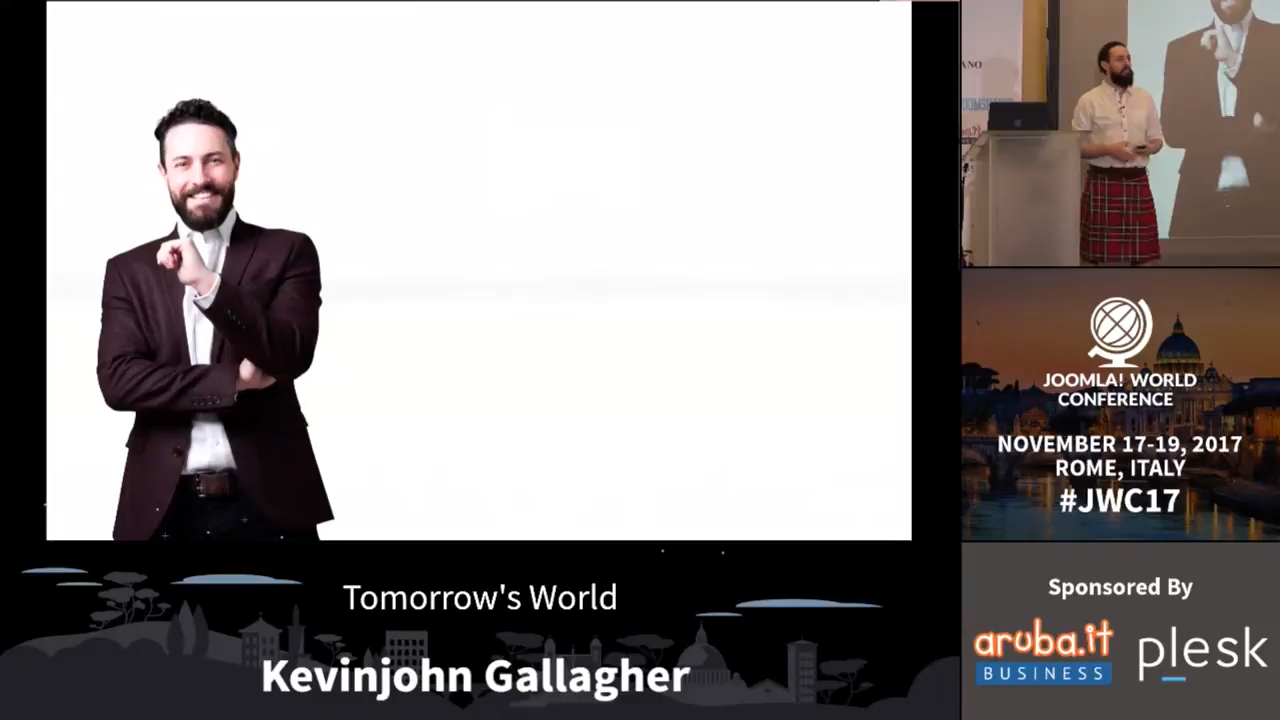 Tomorrow's World
Kevinjohn Gallagher
ANO
JOOMLA! WORLD
CONFERENCE
NOVEMBER 17-19, 2017
ROME, ITALY
#JWC17
Sponsored By
aruba.it
BUSINESS
plesk